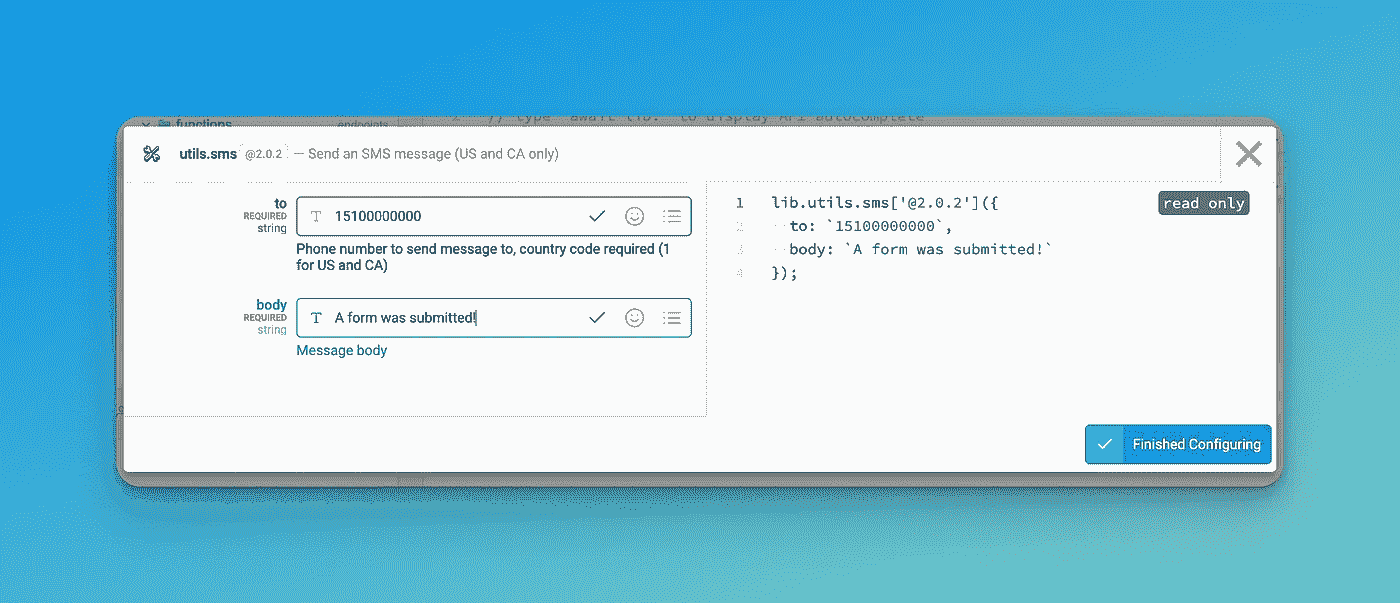 functions
endpoints
2 // type `await lib.` to display API autocomplete
utils.sms @2.0.2 — Send an SMS message (US and CA only)
to
REQUIRED
string
15100000000
Phone number to send message to, country code required (1
for US and CA)
body
REQUIRED
string
A form was submitted!
Message body
1 lib.utils.sms['@2.0.2']({
2 to: `15100000000`,
3 body: `A form was submitted!`
4 });
read only
Finished Configuring